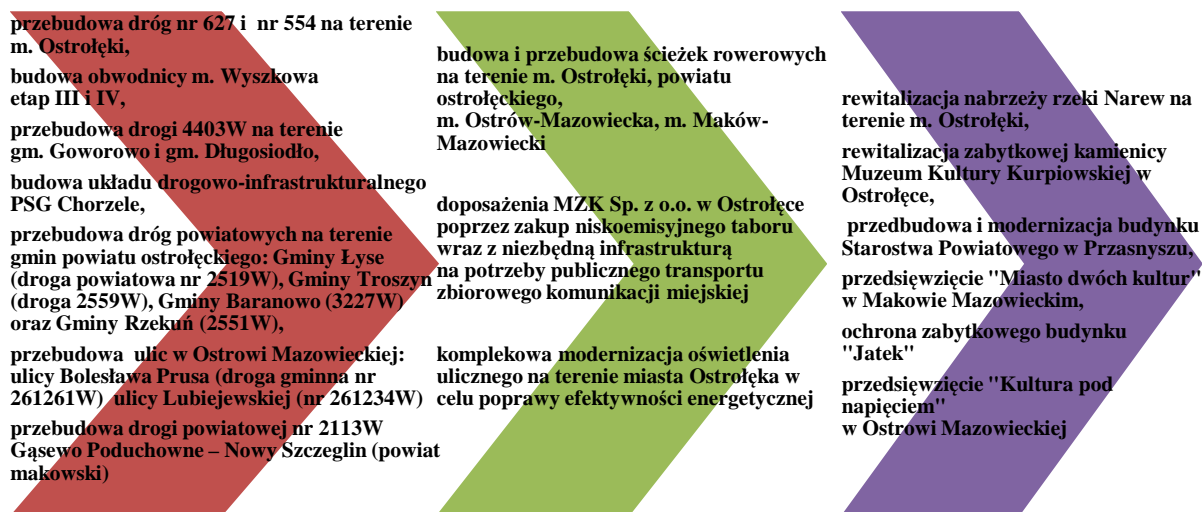 przebudowa dróg nr 627 i nr 554 na terenie
m. Ostrołęki,
budowa obwodnicy m. Wyszkowa
etap III i IV,
przebudowa drogi 4403W na terenie
gm. Goworowo i gm. Długosiodło,
budowa układu drogowo-infrastrukturalnego
PSG Chorzele,
przebudowa dróg powiatowych na terenie
gmin powiatu ostrołęckiego: Gminy Łyse
(droga powiatowa nr 2519W), Gminy Troszyn
(droga 2559W), Gminy Baranowo (3227W)
oraz Gminy Rzekuń (2551W),
przebudowa ulic w Ostrowi Mazowieckiej:
ulicy Bolesława Prusa (droga gminna nr
261261W) ulicy Lubiejewskiej (nr 261234W)
przebudowa drogi powiatowej nr 2113W
Gąsewo Poduchowne – Nowy Szczeglin (powiat
makowski)
budowa i przebudowa ścieżek rowerowych
na terenie m. Ostrołęki, powiatu
ostrołęckiego,
m. Ostrów-Mazowiecka, m. Maków-
Mazowiecki
doposażenia MZK Sp. z o.o. w Ostrołęce
poprzez zakup niskoemisyjnego taboru
wraz z niezbędną infrastrukturą
na potrzeby publicznego transportu
zbiorowego komunikacji miejskiej
komplekowa modernizacja oświetlenia
ulicznego na terenie miasta Ostrołęka w
celu poprawy efektywności energetycznej
rewitalizacja nabrzeży rzeki Narew na
terenie m. Ostrołęki,
rewitalizacja zabytkowej kamienicy
Muzeum Kultury Kurpiowskiej w
Ostrołęce,
przedbudowa i modernizacja budynku
Starostwa Powiatowego w Przasnyszu,
przedsięwzięcie "Miasto dwóch kultur"
w Makowie Mazowieckim,
ochrona zabytkowego budynku
"Jatek"
przedsięwzięcie "Kultura pod
napięciem"
w Ostrowi Mazowieckiej